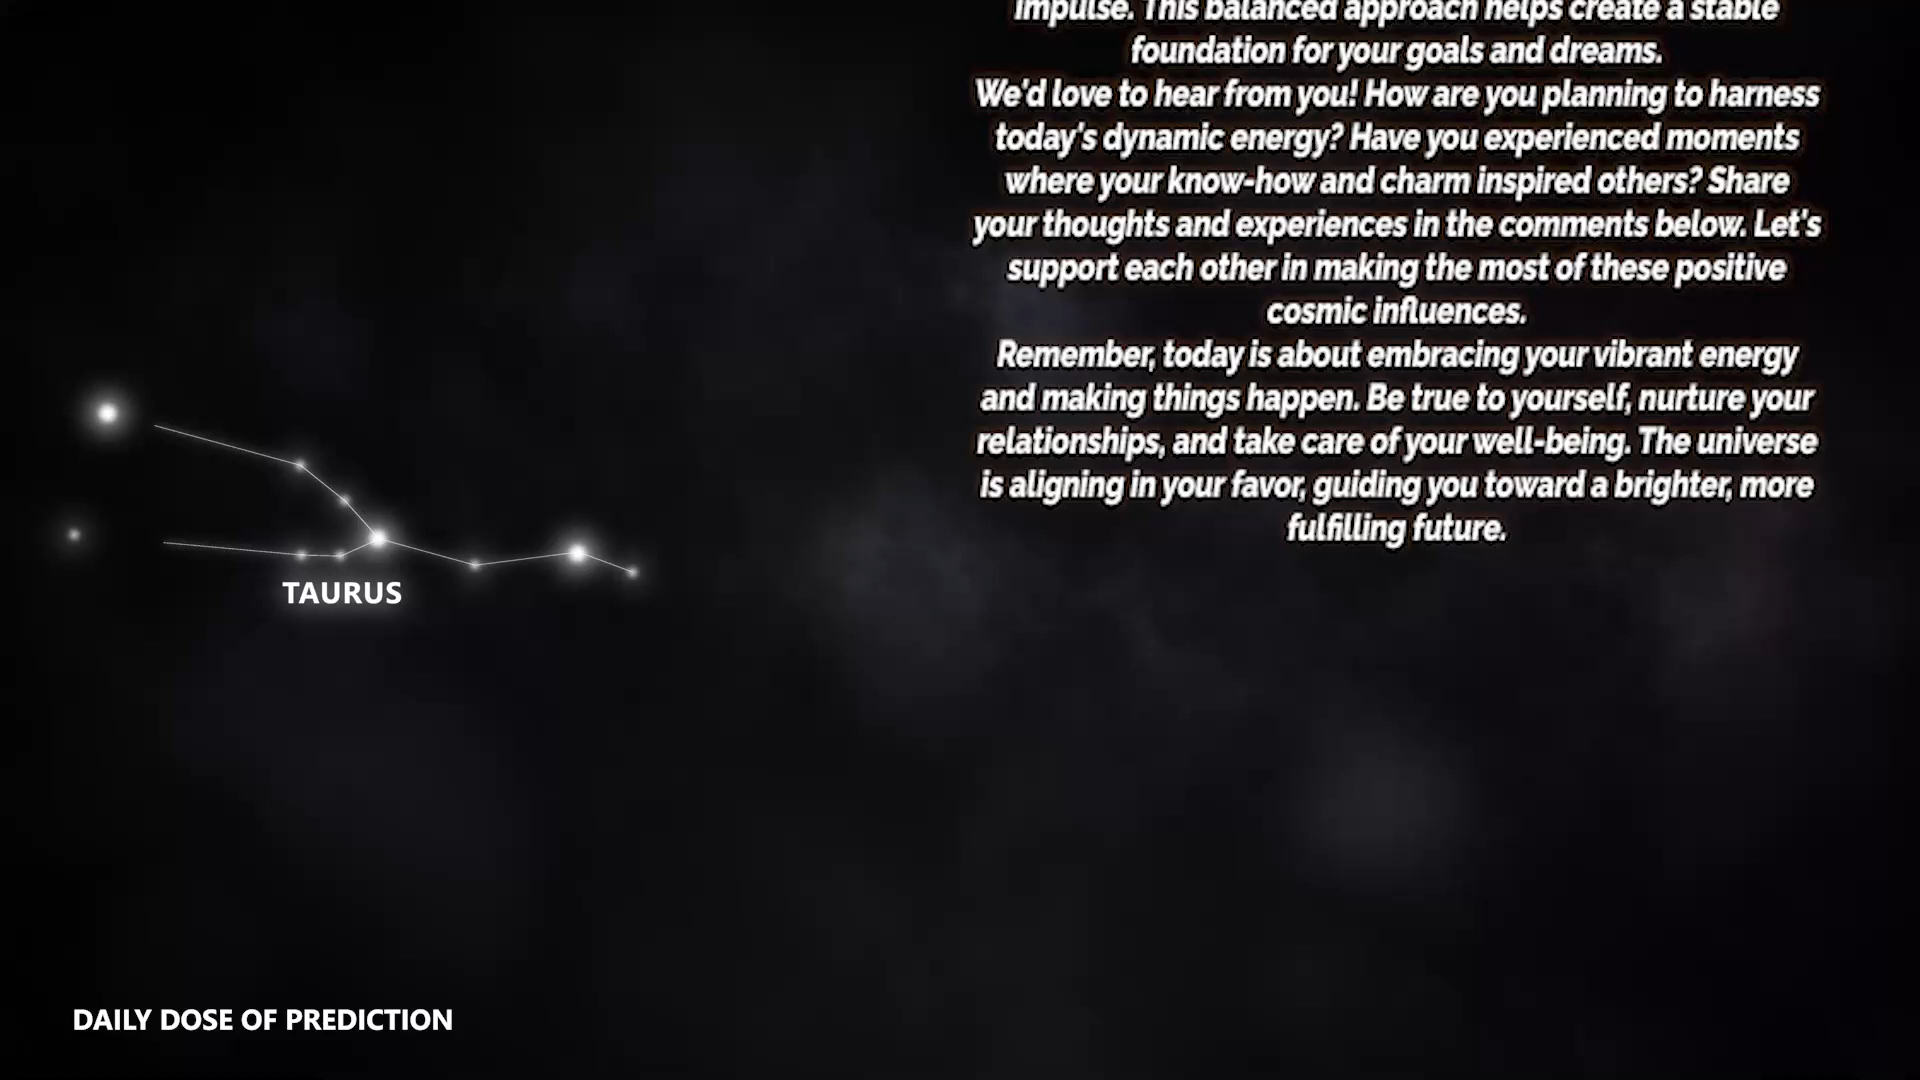 impulse. This balanced approach helps create a stable
foundation for your goals and dreams.
We'd love to hear from you! How are you planning to harness
today's dynamic energy? Have you experienced moments
where your know-how and charm inspired others? Share
your thoughts and experiences in the comments below. Let's
support each other in making the most of these positive
cosmic influences.
Remember, today is about embracing your vibrant energy
and making things happen. Be true to yourself, nurture your
relationships, and take care of your well-being. The universe
is aligning in your favor, guiding you toward a brighter, more
fulfilling future.
TAURUS
DAILY DOSE OF PREDICTION